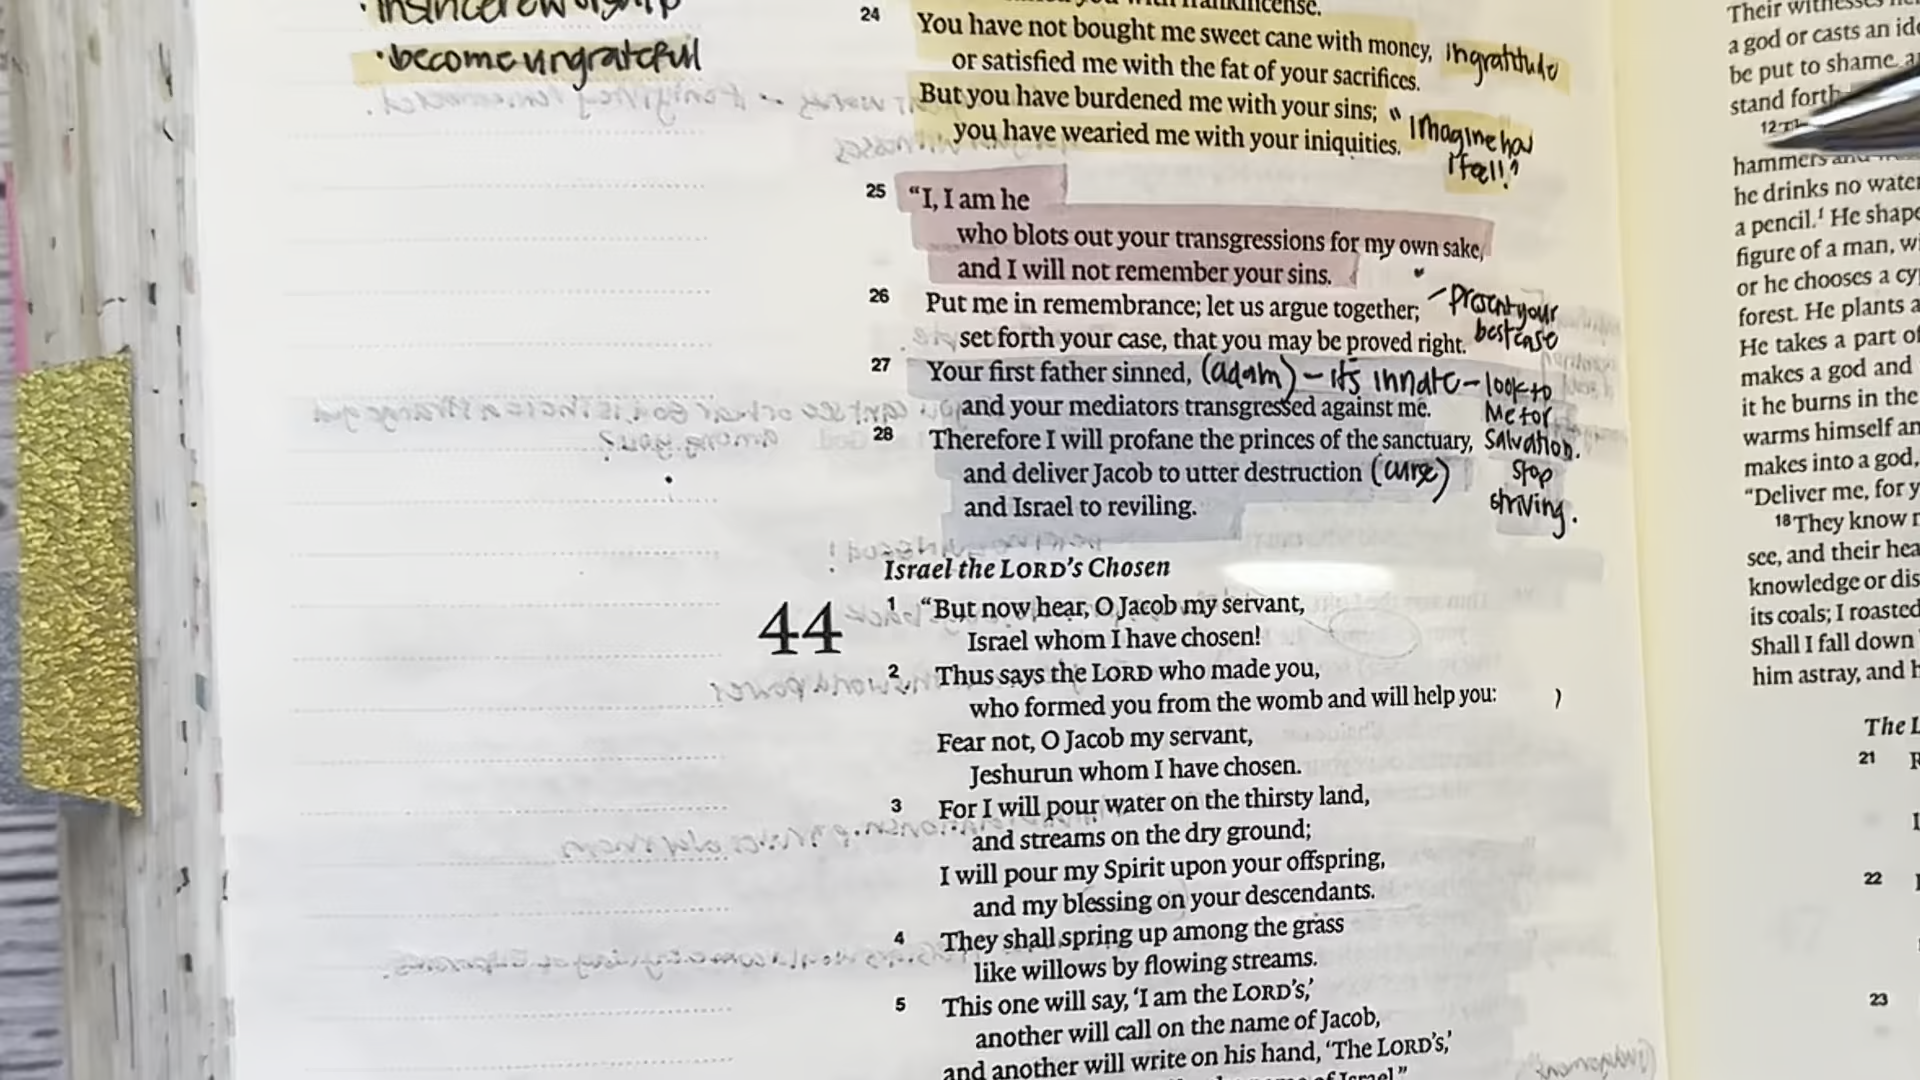 · insincere worship
· become ungrateful
frankincense.
24 You have not bought me sweet cane with money, ingratitude
or satisfied me with the fat of your sacrifices.
But you have burdened me with your sins; " Imagine how
you have wearied me with your iniquities. I feel!"
25 “I, I am he
who blots out your transgressions for my own sake,
and I will not remember your sins.
26 Put me in remembrance; let us argue together; - present your
set forth your case, that you may be proved right. best case
27 Your first father sinned, (adam) - its innate - look to
and your mediators transgressed against me. Me for
28 Therefore I will profane the princes of the sanctuary, Salvation.
and deliver Jacob to utter destruction (curse) stop
and Israel to reviling. striving.
Israel the LORD's Chosen
44 1 “But now hear, O Jacob my servant,
Israel whom I have chosen!
2 Thus says the LORD who made you,
who formed you from the womb and will help you:
Fear not, O Jacob my servant,
Jeshurun whom I have chosen.
3 For I will pour water on the thirsty land,
and streams on the dry ground;
I will pour my Spirit upon your offspring,
and my blessing on your descendants.
4 They shall spring up among the grass
like willows by flowing streams.
5 This one will say, ‘I am the LORD's,’
another will call on the name of Jacob,
and another will write on his hand, ‘The LORD's,’
Their witnesses
a god or casts an
be put to shame
stand forth
12
hammers and
he drinks no
a pencil. He
figure of a man,
or he chooses a
forest. He plants a
He takes a part of
makes a god and
it he burns in the
warms himself
makes into a god,
“Deliver me, for
18 They know
see, and their
knowledge or
its coals; I roasted
Shall I fall down
him astray, and
The
21
22
23